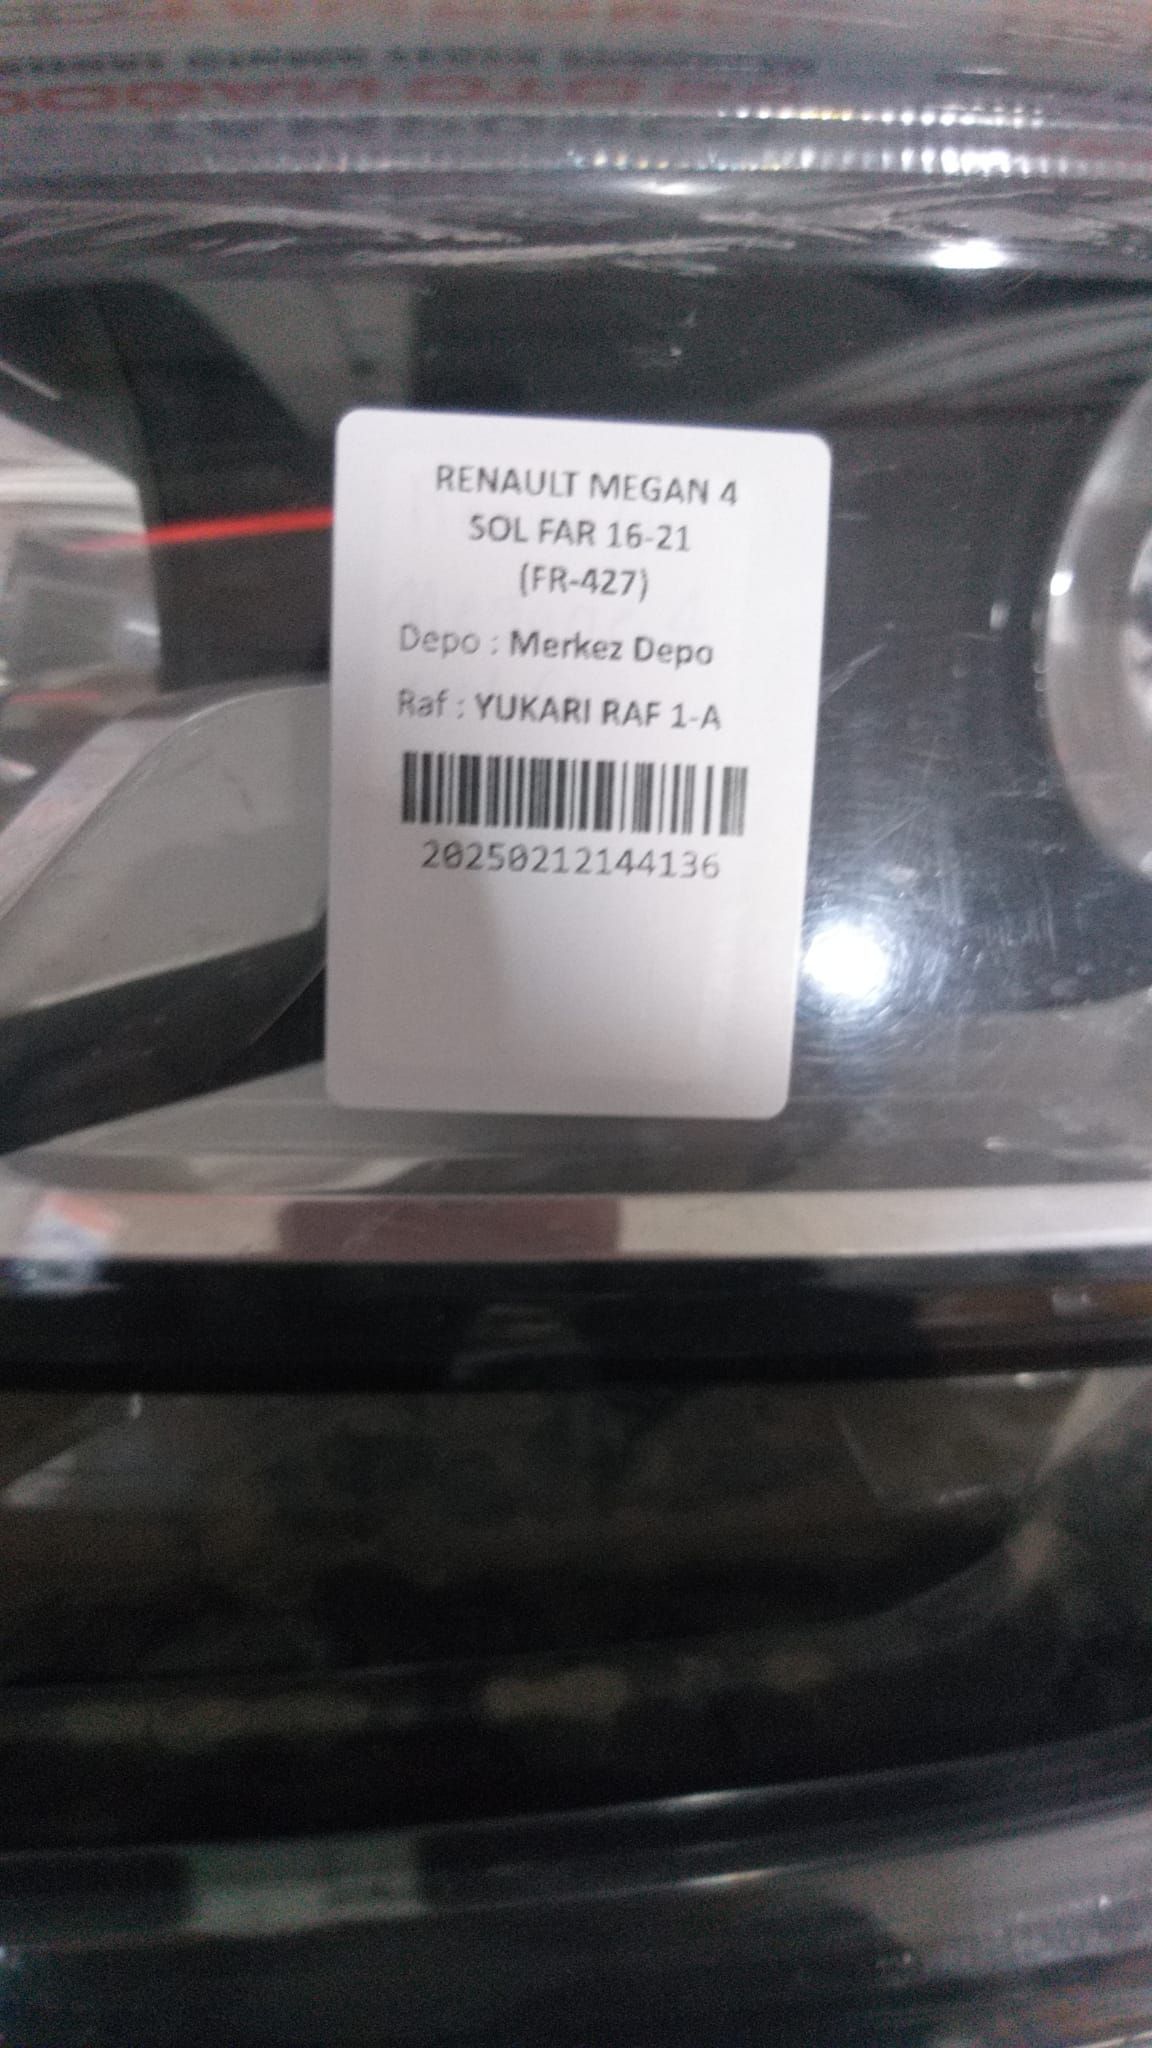 RENAULT MEGAN 4
SOL FAR 16-21
(FR-427)
Depo : Merkez Depo
Raf : YUKARI RAF 1-A
20250212144136